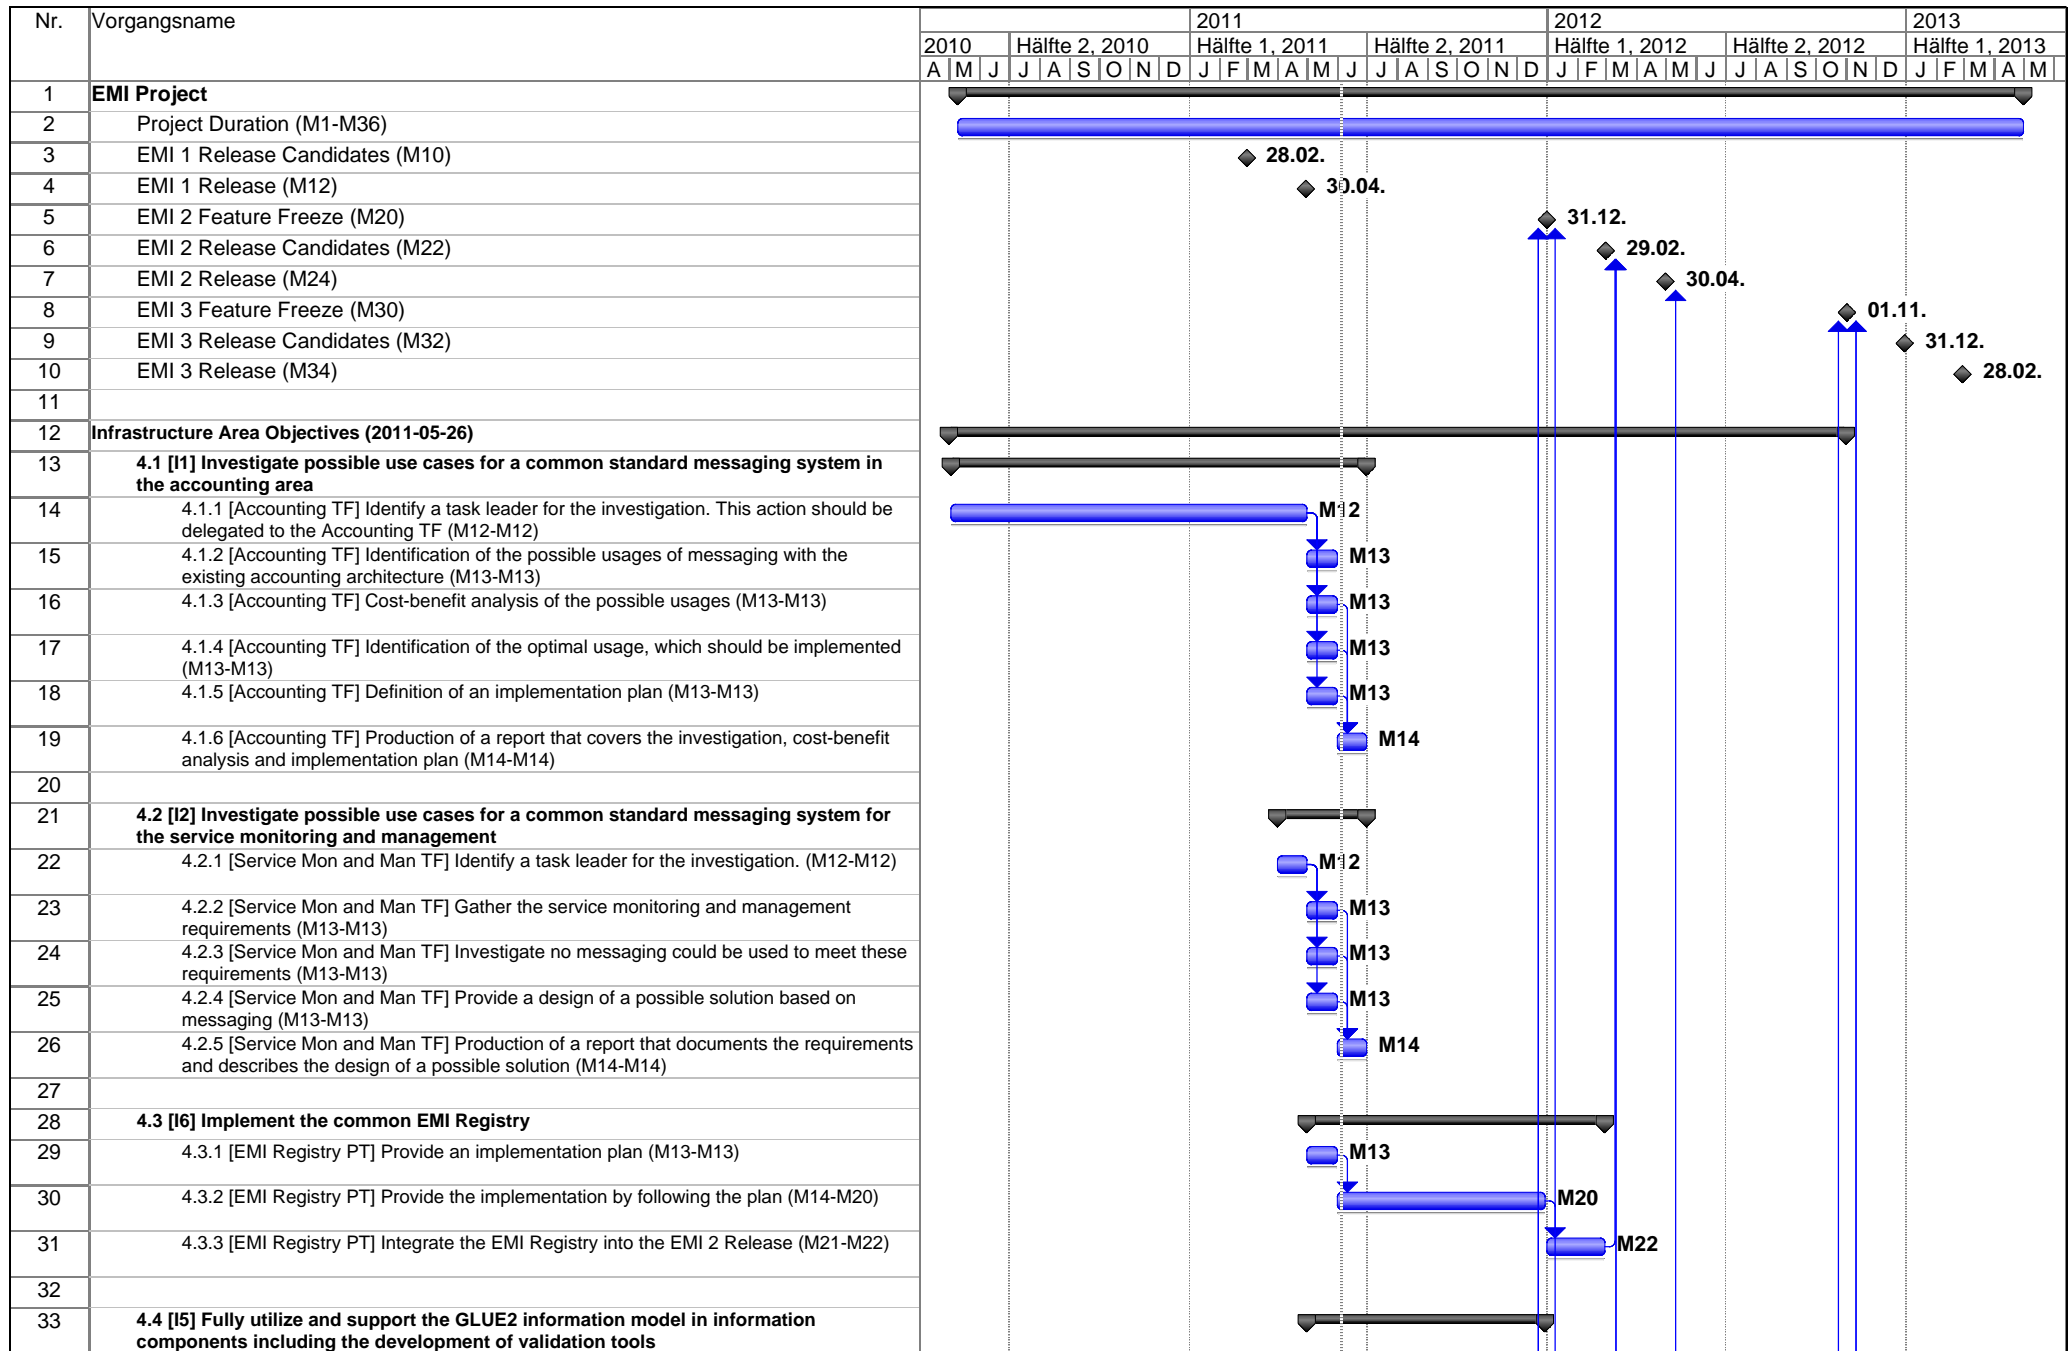 Nr. Vorgangsname
2011 2012 2013
2010 Hälfte 2, 2010 Hälfte 1, 2011 Hälfte 2, 2011 Hälfte 1, 2012 Hälfte 2, 2012 Hälfte 1, 2013
A M J J A S O N D J F M A M J J A S O N D J F M A M J J A S O N D J F M A M
1 EMI Project
2 Project Duration (M1-M36)
3 EMI 1 Release Candidates (M10) 28.02.
4 EMI 1 Release (M12) 30.04.
5 EMI 2 Feature Freeze (M20) 31.12.
6 EMI 2 Release Candidates (M22) 29.02.
7 EMI 2 Release (M24) 30.04.
8 EMI 3 Feature Freeze (M30) 01.11.
9 EMI 3 Release Candidates (M32) 31.12.
10 EMI 3 Release (M34) 28.02.
11
12 Infrastructure Area Objectives (2011-05-26)
13 4.1 [I1] Investigate possible use cases for a common standard messaging system in
the accounting area
14 4.1.1 [Accounting TF] Identify a task leader for the investigation. This action should be M12
delegated to the Accounting TF (M12-M12)
15 4.1.2 [Accounting TF] Identification of the possible usages of messaging with the M13
existing accounting architecture (M13-M13)
16 4.1.3 [Accounting TF] Cost-benefit analysis of the possible usages (M13-M13) M13
17 4.1.4 [Accounting TF] Identification of the optimal usage, which should be implemented M13
(M13-M13)
18 4.1.5 [Accounting TF] Definition of an implementation plan (M13-M13) M13
19 4.1.6 [Accounting TF] Production of a report that covers the investigation, cost-benefit M14
analysis and implementation plan (M14-M14)
20
21 4.2 [I2] Investigate possible use cases for a common standard messaging system for
the service monitoring and management
22 4.2.1 [Service Mon and Man TF] Identify a task leader for the investigation. (M12-M12) M12
23 4.2.2 [Service Mon and Man TF] Gather the service monitoring and management M13
requirements (M13-M13)
24 4.2.3 [Service Mon and Man TF] Investigate no messaging could be used to meet these M13
requirements (M13-M13)
25 4.2.4 [Service Mon and Man TF] Provide a design of a possible solution based on M13
messaging (M13-M13)
26 4.2.5 [Service Mon and Man TF] Production of a report that documents the requirements M14
and describes the design of a possible solution (M14-M14)
27
28 4.3 [I6] Implement the common EMI Registry
29 4.3.1 [EMI Registry PT] Provide an implementation plan (M13-M13) M13
30 4.3.2 [EMI Registry PT] Provide the implementation by following the plan (M14-M20) M20
31 4.3.3 [EMI Registry PT] Integrate the EMI Registry into the EMI 2 Release (M21-M22) M22
32
33 4.4 [I5] Fully utilize and support the GLUE2 information model in information
components including the development of validation tools